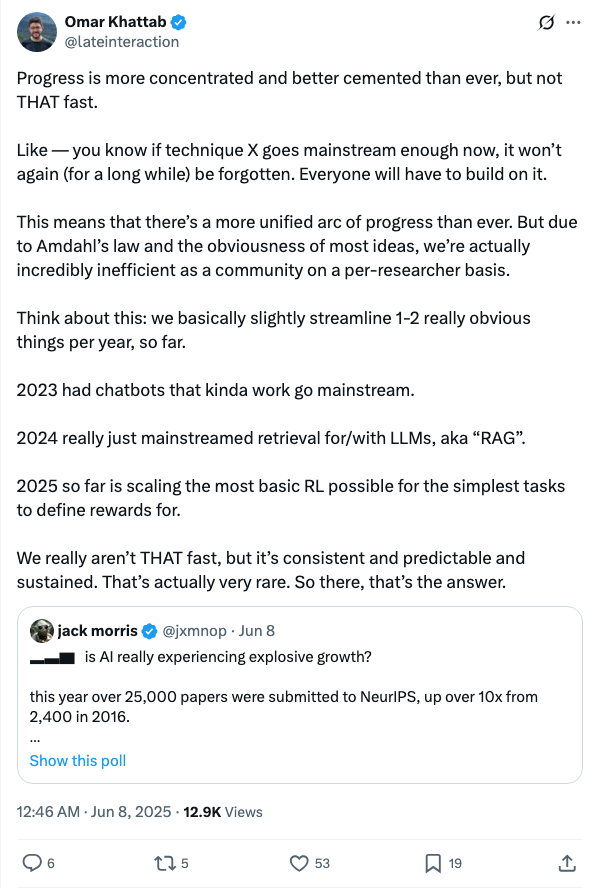 Omar Khattab
@lateinteraction
Progress is more concentrated and better cemented than ever, but not
THAT fast.
Like — you know if technique X goes mainstream enough now, it won’t
again (for a long while) be forgotten. Everyone will have to build on it.
This means that there’s a more unified arc of progress than ever. But due
to Amdahl’s law and the obviousness of most ideas, we’re actually
incredibly inefficient as a community on a per-researcher basis.
Think about this: we basically slightly streamline 1-2 really obvious
things per year, so far.
2023 had chatbots that kinda work go mainstream.
2024 really just mainstreamed retrieval for/with LLMs, aka “RAG”.
2025 so far is scaling the most basic RL possible for the simplest tasks
to define rewards for.
We really aren’t THAT fast, but it’s consistent and predictable and
sustained. That’s actually very rare. So there, that’s the answer.
jack morris @jxmnop · Jun 8
▂▃▅ is AI really experiencing explosive growth?
this year over 25,000 papers were submitted to NeurIPS, up over 10x from
2,400 in 2016.
...
Show this poll
12:46 AM · Jun 8, 2025 · 12.9K Views
6 5 53 19